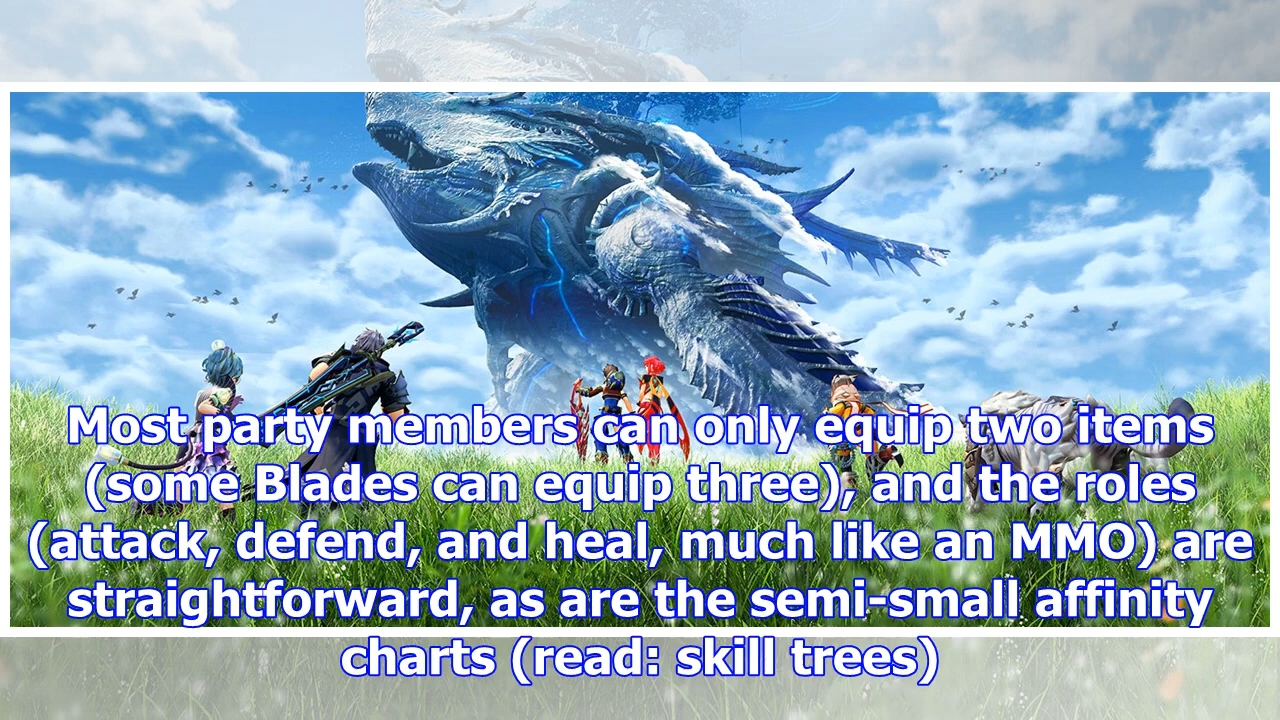 Most party members can only equip two items
(some Blades can equip three), and the roles
(attack, defend, and heal, much like an MMO) are
straightforward, as are the semi-small affinity
charts (read: skill trees)